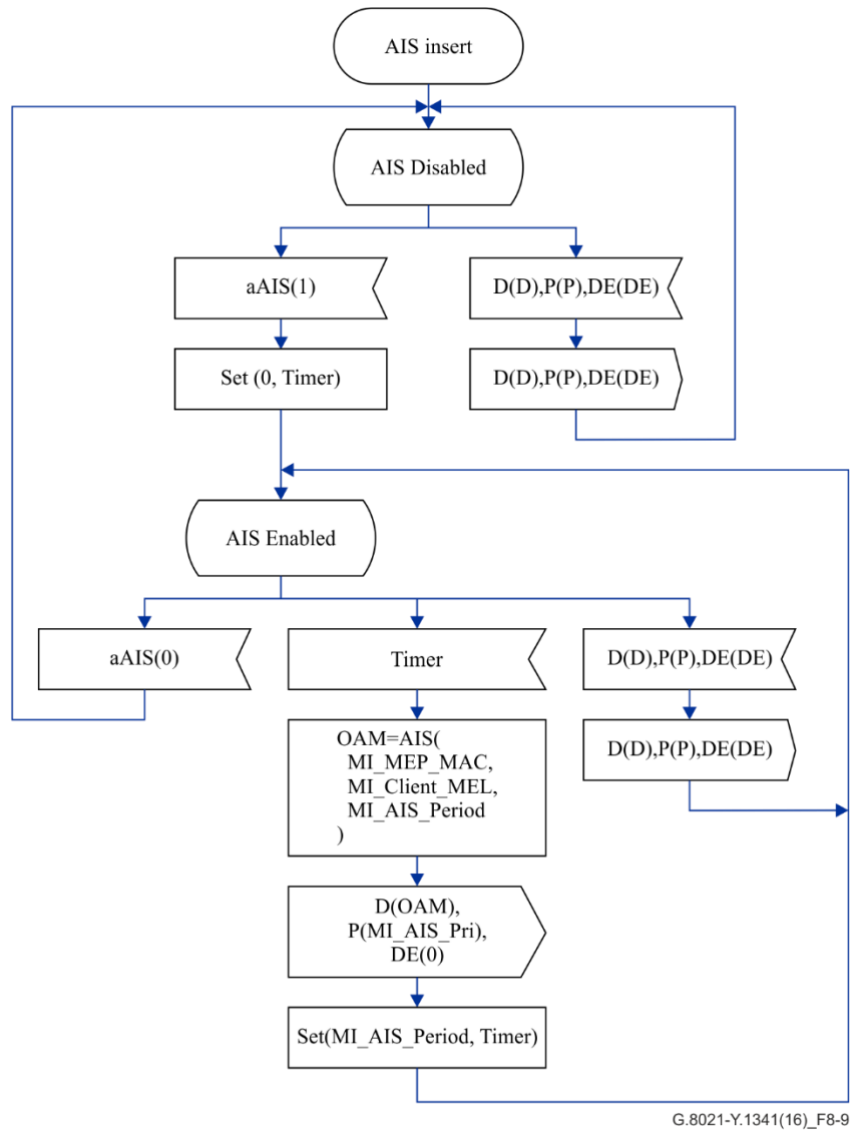 AIS insert
AIS Disabled
aAIS(1)
D(D),P(P),DE(DE)
Set (0, Timer)
D(D),P(P),DE(DE)
AIS Enabled
aAIS(0)
Timer
D(D),P(P),DE(DE)
OAM=AIS(
MI_MEP_MAC,
MI_Client_MEL,
MI_AIS_Period
)
D(D),P(P),DE(DE)
D(OAM),
P(MI_AIS_Pri),
DE(0)
Set(MI_AIS_Period, Timer)
G.8021-Y.1341(16)_F8-9